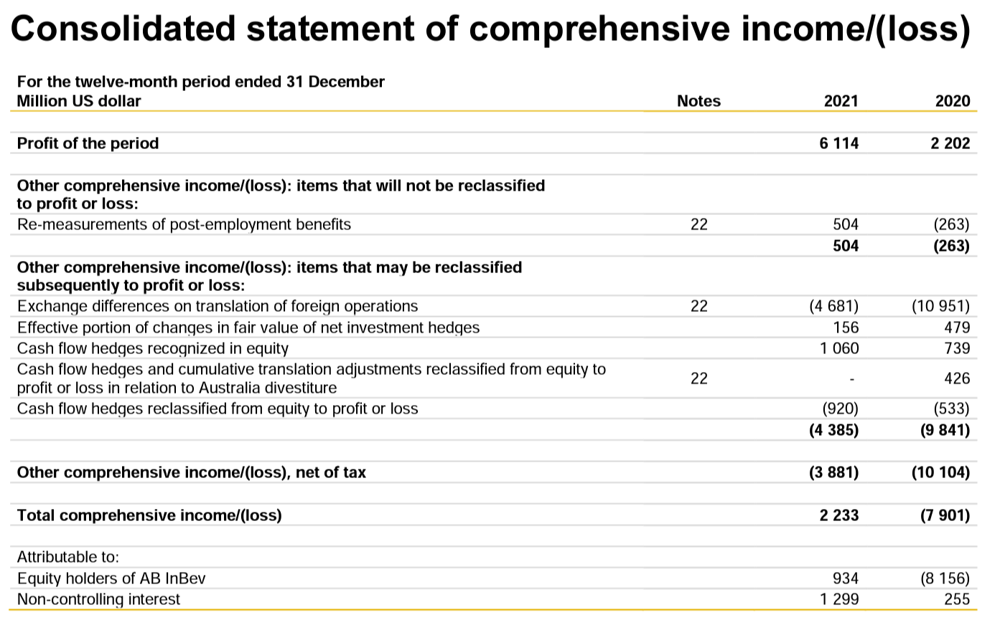 Consolidated statement of comprehensive income/(loss)
For the twelve-month period ended 31 December
Million US dollar Notes 2021 2020
Profit of the period 6 114 2 202
Other comprehensive income/(loss): items that will not be reclassified
to profit or loss:
Re-measurements of post-employment benefits 22 504 (263)
504 (263)
Other comprehensive income/(loss): items that may be reclassified
subsequently to profit or loss:
Exchange differences on translation of foreign operations 22 (4 681) (10 951)
Effective portion of changes in fair value of net investment hedges 156 479
Cash flow hedges recognized in equity 1 060 739
Cash flow hedges and cumulative translation adjustments reclassified from equity to
profit or loss in relation to Australia divestiture 22 - 426
Cash flow hedges reclassified from equity to profit or loss (920) (533)
(4 385) (9 841)
Other comprehensive income/(loss), net of tax (3 881) (10 104)
Total comprehensive income/(loss) 2 233 (7 901)
Attributable to:
Equity holders of AB InBev 934 (8 156)
Non-controlling interest 1 299 255